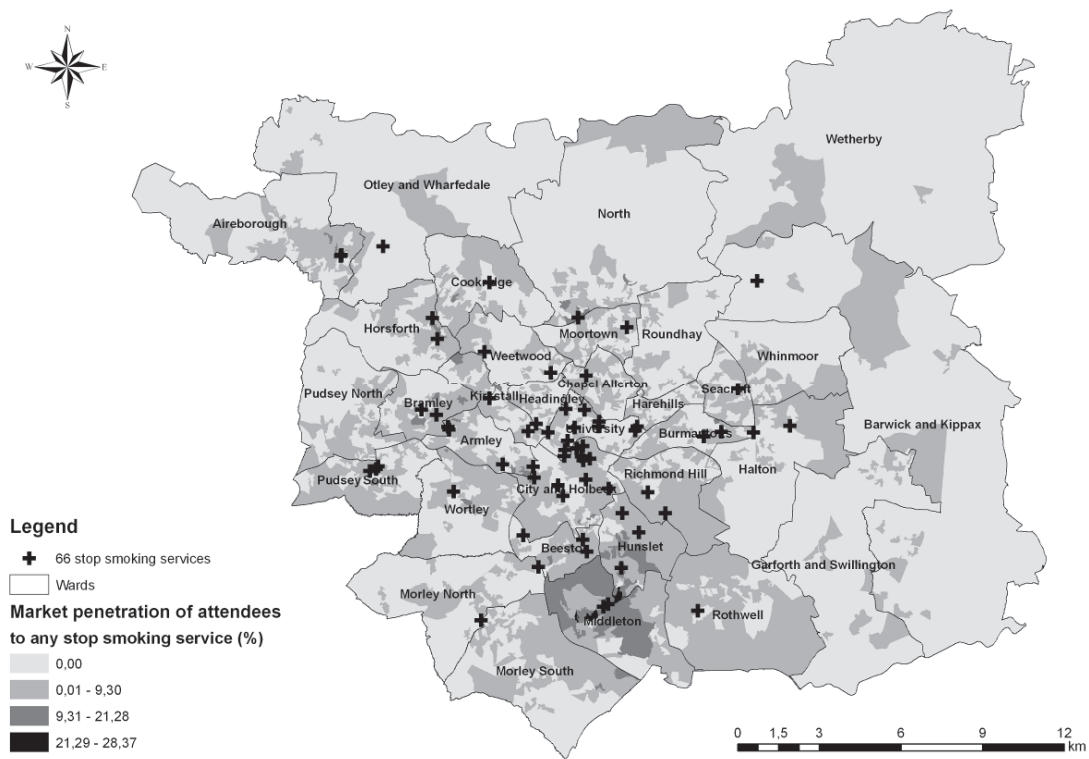 N
W E
S
Wetherby
Otley and Wharfedale
North
Aireborough
Cookridge
Horsforth
Moortown
Roundhay
Weetwood
Whinmoor
Chapel Allerton
Seacroft
Pudsey North
Kirkstall
Headingley
Bramley
Harehills
University
Burmantofts
Barwick and Kippax
Armley
Halton
Richmond Hill
Pudsey South
City and Holbeck
Wortley
Beeston
Hunslet
Garforth and Swillington
Morley North
Rothwell
Middleton
Morley South
Legend
66 stop smoking services
Wards
Market penetration of attendees
to any stop smoking service (%)
0,00
0,01 - 9,30
9,31 - 21,28
21,29 - 28,37
0 1,5 3 6 9 12
km